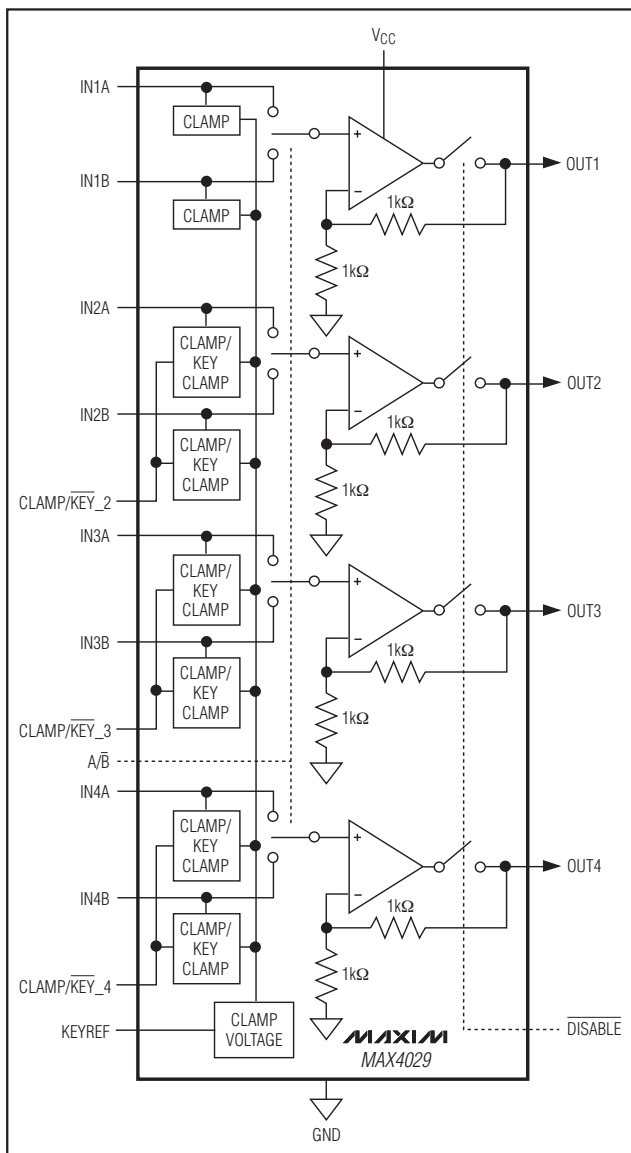 VCC
IN1A
CLAMP
IN1B
CLAMP
1kΩ
1kΩ
OUT1
IN2A
CLAMP/
KEY
CLAMP
IN2B
CLAMP/
KEY
CLAMP
CLAMP/KEY_2
1kΩ
1kΩ
OUT2
IN3A
CLAMP/
KEY
CLAMP
IN3B
CLAMP/
KEY
CLAMP
CLAMP/KEY_3
1kΩ
1kΩ
OUT3
A/B
IN4A
CLAMP/
KEY
CLAMP
IN4B
CLAMP/
KEY
CLAMP
CLAMP/KEY_4
1kΩ
1kΩ
OUT4
KEYREF
CLAMP
VOLTAGE
MAXIM
MAX4029
DISABLE
GND